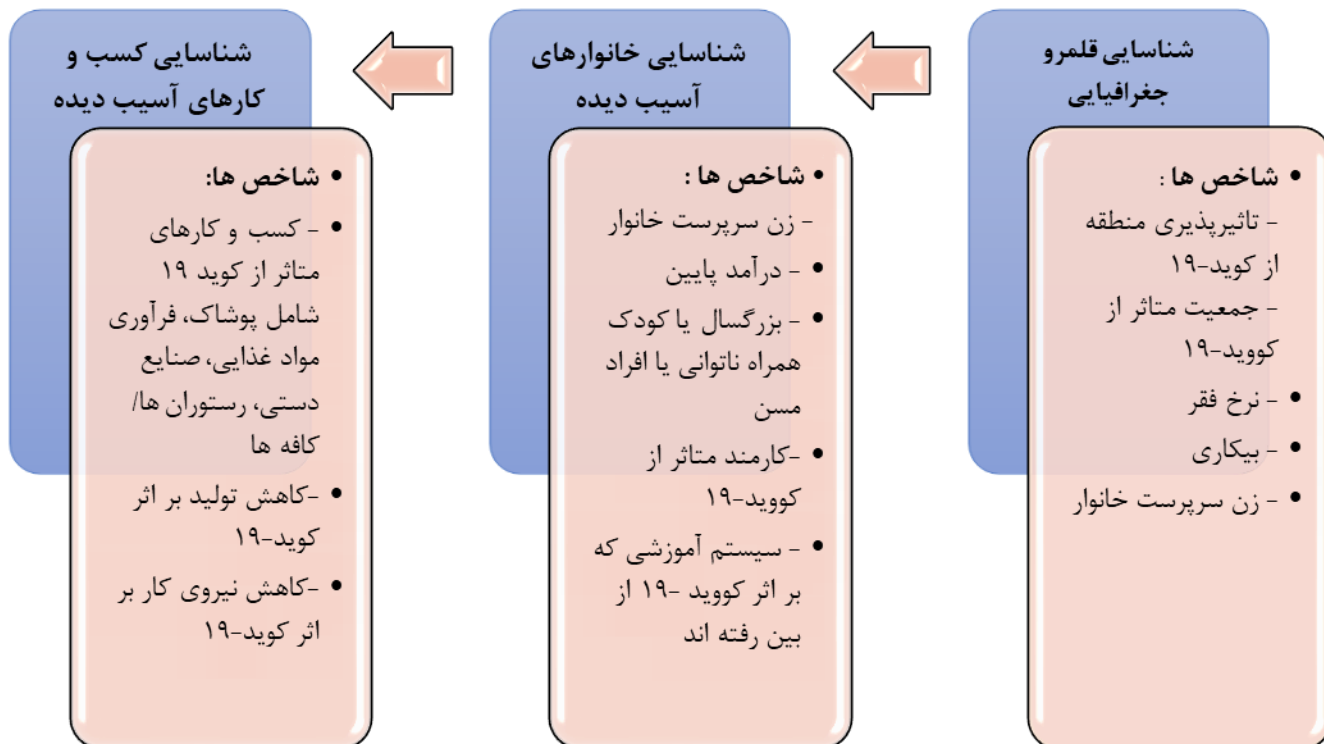 شناسایی قلمرو
جغرافیایی
• شاخص ها :
- تاثیرپذیری منطقه
از کوید-۱۹
- جمعیت متاثر از
کووید-۱۹
• - نرخ فقر
• - بیکاری
• - زن سرپرست خانوار
شناسایی خانوارهای
آسیب دیده
• شاخص ها :
- زن سرپرست خانوار
• - درآمد پایین
• - بزرگسال یا کودک
همراه ناتوانی یا افراد
مسن
• -کارمند متاثر از
کووید-۱۹
• - سیستم آموزشی که
بر اثر کووید -۱۹ از
بین رفته اند
شناسایی کسب و
کارهای آسیب دیده
• شاخص ها:
• - کسب و کارهای
متاثر از کوید ۱۹
شامل پوشاک، فرآوری
مواد غذایی، صنایع
دستی، رستوران ها/
کافه ها
• -کاهش تولید بر اثر
کوید-۱۹
• -کاهش نیروی کار بر
اثر کوید-۱۹